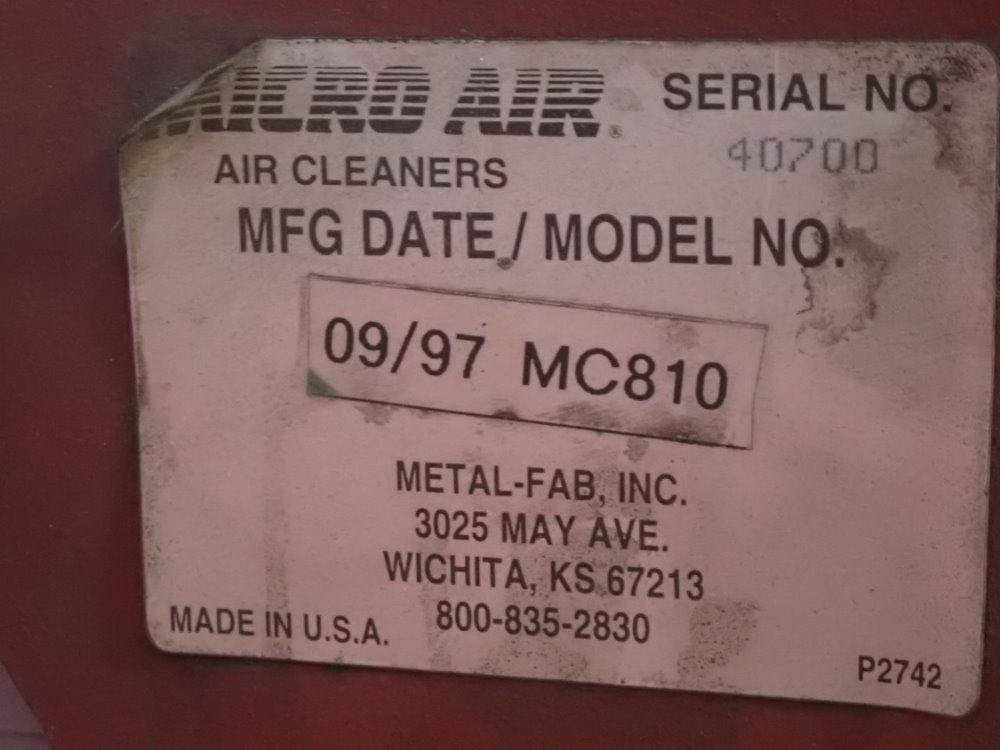 MICRO AIR®
SERIAL NO.
40700
AIR CLEANERS
MFG DATE / MODEL NO.
09/97 MC810
METAL-FAB, INC.
3025 MAY AVE.
WICHITA, KS 67213
800-835-2830
MADE IN U.S.A.
P2742